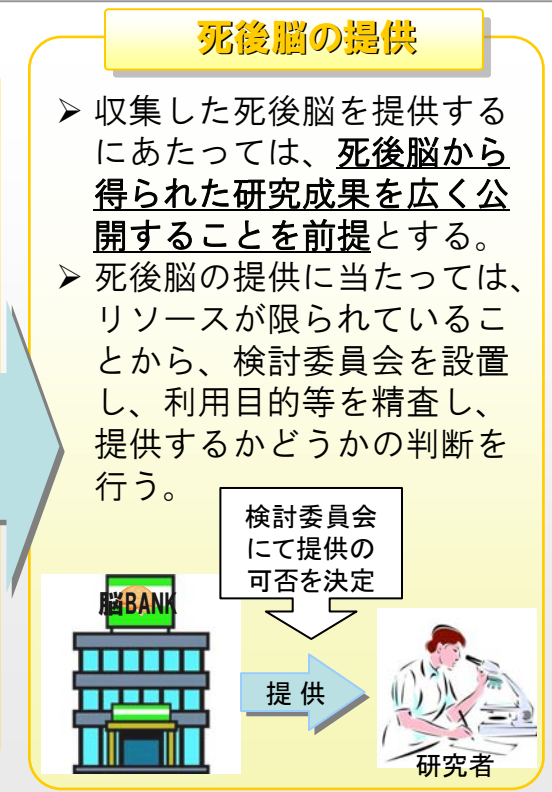 死後脳の提供
➢ 収集した死後脳を提供する
にあたっては、死後脳から
得られた研究成果を広く公
開することを前提とする。
➢ 死後脳の提供に当たっては、
リソースが限られているこ
とから、検討委員会を設置
し、利用目的等を精査し、
提供するかどうかの判断を
行う。
検討委員会
にて提供の
可否を決定
脳BANK
提 供
研究者